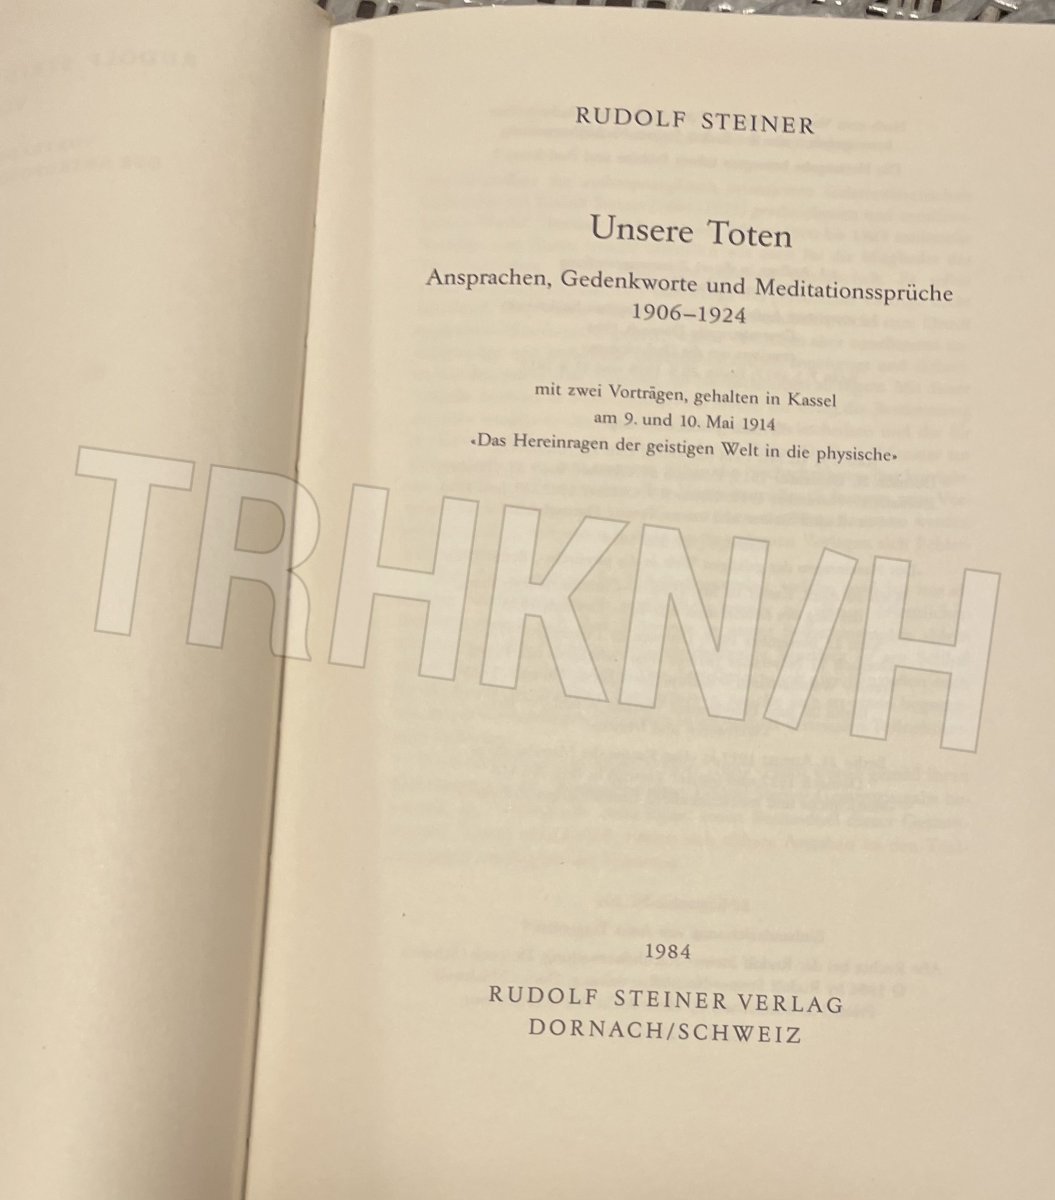 RUDOLF STEINER
Unsere Toten
Ansprachen, Gedenkworte und Meditationssprüche
1906–1924
mit zwei Vorträgen, gehalten in Kassel
am 9. und 10. Mai 1914
«Das Hereinragen der geistigen Welt in die physische»
TRHKN/H
1984
RUDOLF STEINER VERLAG
DORNACH/SCHWEIZ